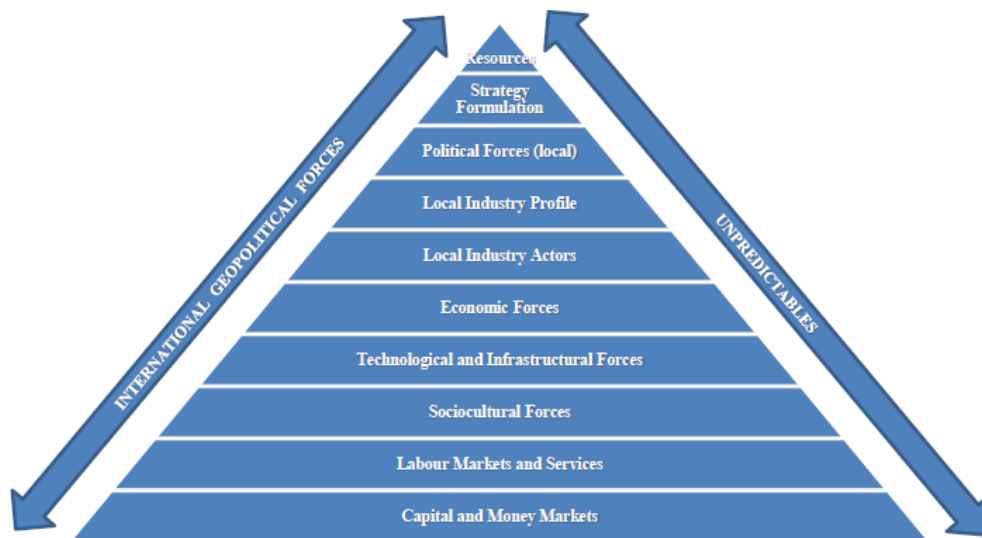 Resources
Strategy
Formulation
Political Forces (local)
Local Industry Profile
Local Industry Actors
Economic Forces
Technological and Infrastructural Forces
Sociocultural Forces
Labour Markets and Services
Capital and Money Markets
INTERNATIONAL GEOPOLITICAL FORCES
UNPREDICTABLES